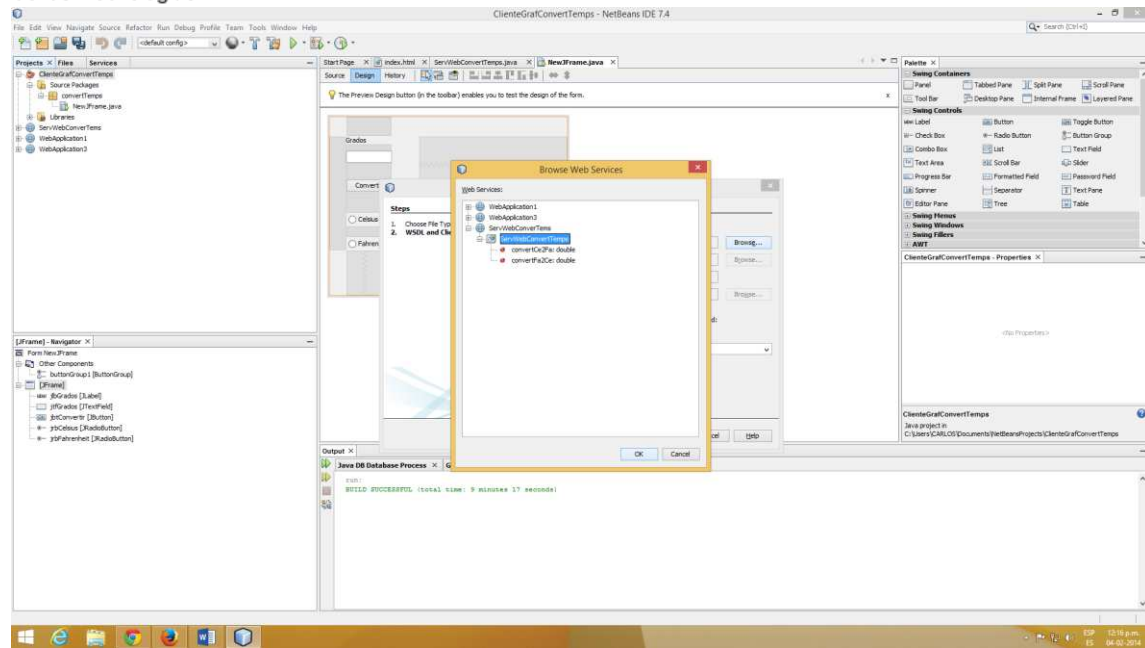 ClienteGrafConvertTemps - NetBeans IDE 7.4
File Edit View Navigate Source Refactor Run Debug Profile Team Tools Window Help
Search (Ctrl+I)
<default config>
Projects Files Services
ClienteGrafConvertTemps
Source Packages
convertTemps
NewJFrame.java
Libraries
ServWebConverTems
WebApplication1
WebApplication3
Start Page index.html ServWebConvertTemps.java NewJFrame.java
Source Design History
The Preview Design button (in the toolbar) enables you to test the design of the form.
Grados
Convert
Celsius
Fahren
Steps
1. Choose File Typ
2. WSDL and Clie
Browse...
Browse...
Browse...
d:
cel Help
Browse Web Services
Web Services:
WebApplication1
WebApplication3
ServWebConverTems
ServWebConvertTemps
convertCe2Fa: double
convertFa2Ce: double
OK Cancel
Palette
Swing Containers
Panel Tabbed Pane Split Pane Scroll Pane
Tool Bar Desktop Pane Internal Frame Layered Pane
Swing Controls
label Label Button Toggle Button
Check Box Radio Button Button Group
Combo Box List Text Field
Text Area Scroll Bar Slider
Progress Bar Formatted Field Password Field
Spinner Separator Text Pane
Editor Pane Tree Table
Swing Menus
Swing Windows
Swing Fillers
AWT
ClienteGrafConvertTemps - Properties
<No Properties>
ClienteGrafConvertTemps
Java project in
C:\Users\CARLOS\Documents\NetBeansProjects\ClienteGrafConvertTemps
[JFrame] - Navigator
Form NewJFrame
Other Components
buttonGroup1 [ButtonGroup]
[JFrame]
jlbGrados [JLabel]
jtfGrados [JTextField]
jbtConvertir [JButton]
jrbCelsius [JRadioButton]
jrbFahrenheit [JRadioButton]
Output
Java DB Database Process G
run:
BUILD SUCCESSFUL (total time: 9 minutes 17 seconds)
ESP 12:16 p.m.
ES 04-02-2014